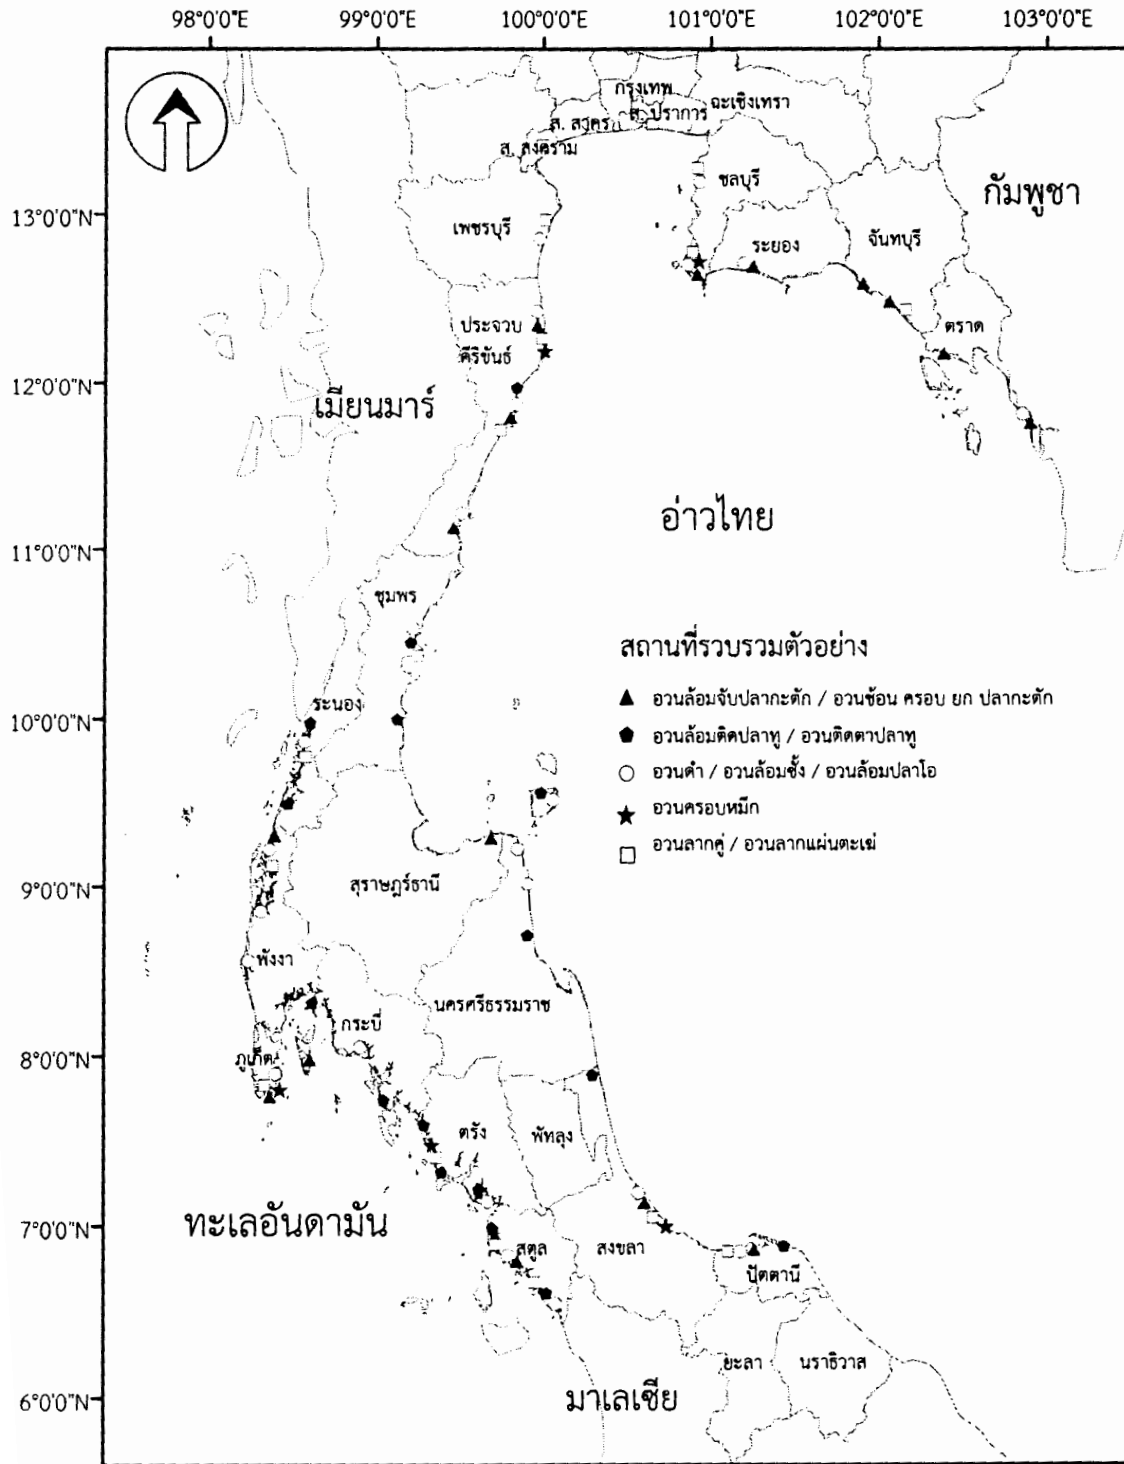 98°0'0"E 99°0'0"E 100°0'0"E 101°0'0"E 102°0'0"E 103°0'0"E
กรุงเทพ
ฉะเชิงเทรา
ส. ปราการ
ส. สงคราม
ชลบุรี
กัมพูชา
13°0'0"N
เพชรบุรี
ระยอง
จันทบุรี
ประจวบ
คีรีขันธ์
ตราด
12°0'0"N
เมียนมาร์
อ่าวไทย
11°0'0"N
ชุมพร
สถานที่รวบรวมตัวอย่าง
อวนล้อมจับปลากะตัก / อวนช้อน ครอบ ยก ปลากะตัก
ระนอง
10°0'0"N
อวนล้อมติดปลาทู / อวนติดตาปลาทู
อวนดำ / อวนล้อมซั้ง / อวนล้อมปลาโอ
อวนครอบหมึก
อวนลากคู่ / อวนลากแผ่นตะเฆ่
9°0'0"N
สุราษฎร์ธานี
พังงา
นครศรีธรรมราช
กระบี่
8°0'0"N
ภูเก็ต
ตรัง
พัทลุง
ทะเลอันดามัน
7°0'0"N
สตูล
สงขลา
ปัตตานี
ยะลา
นราธิวาส
6°0'0"N
มาเลเซีย